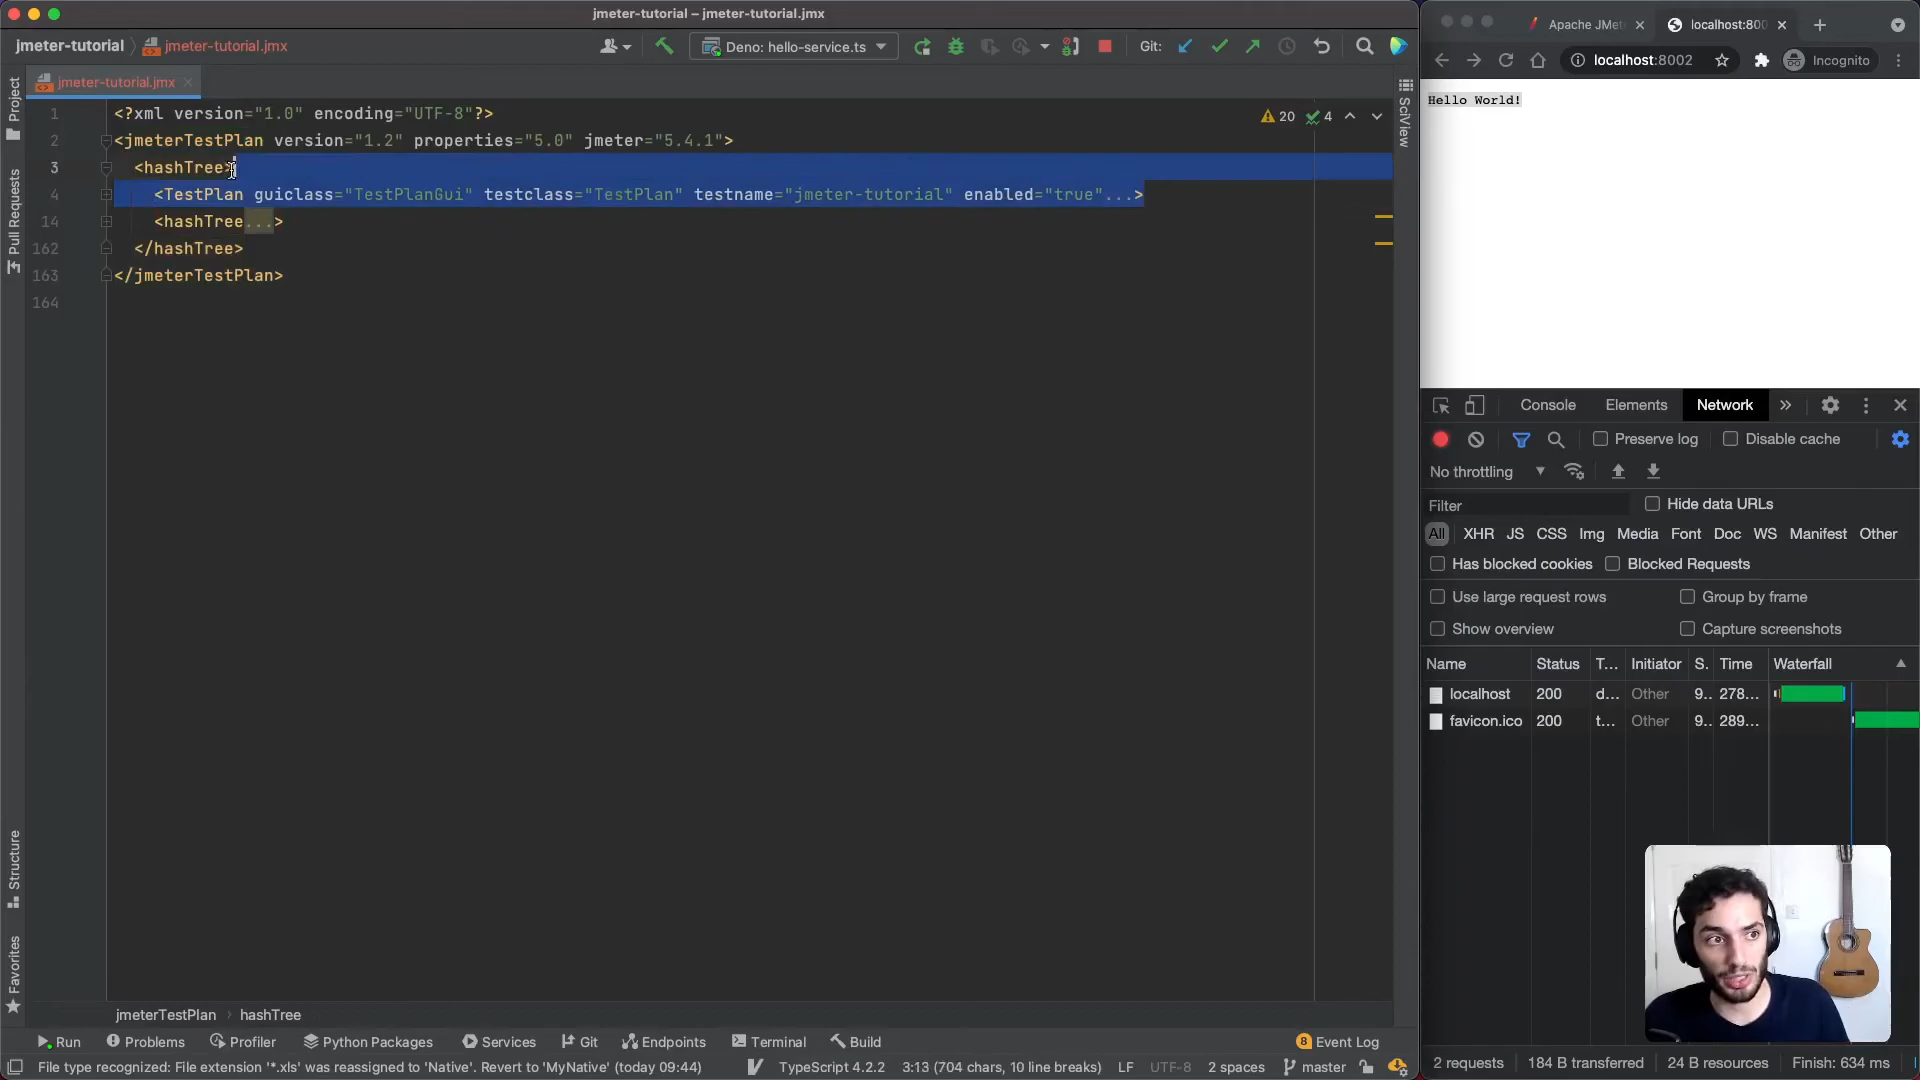 jmeter-tutorial – jmeter-tutorial.jmx
jmeter-tutorial
jmeter-tutorial.jmx
Deno: hello-service.ts
Git:
jmeter-tutorial.jmx
Project
Pull Requests
Structure
Favorites
SciView
1 <?xml version="1.0" encoding="UTF-8"?>
2 <jmeterTestPlan version="1.2" properties="5.0" jmeter="5.4.1">
3 <hashTree>
4 <TestPlan guiclass="TestPlanGui" testclass="TestPlan" testname="jmeter-tutorial" enabled="true"...>
14 <hashTree...>
162 </hashTree>
163 </jmeterTestPlan>
164
20 4
jmeterTestPlan › hashTree
Run Problems Profiler Python Packages Services Git Endpoints Terminal Build
8 Event Log
File type recognized: File extension '*.xls' was reassigned to 'Native'. Revert to 'MyNative' (today 09:44)
TypeScript 4.2.2 3:13 (704 chars, 10 line breaks) LF UTF-8 2 spaces master
Apache JMet
localhost:800
localhost:8002
Incognito
Hello World!
Console Elements Network »
Preserve log Disable cache
No throttling
Filter
Hide data URLs
All XHR JS CSS Img Media Font Doc WS Manifest Other
Has blocked cookies Blocked Requests
Use large request rows Group by frame
Show overview Capture screenshots
Name Status T... Initiator S. Time Waterfall
localhost 200 d... Other 9.. 278...
favicon.ico 200 t... Other 9.. 289...
2 requests 184 B transferred 24 B resources Finish: 634 ms